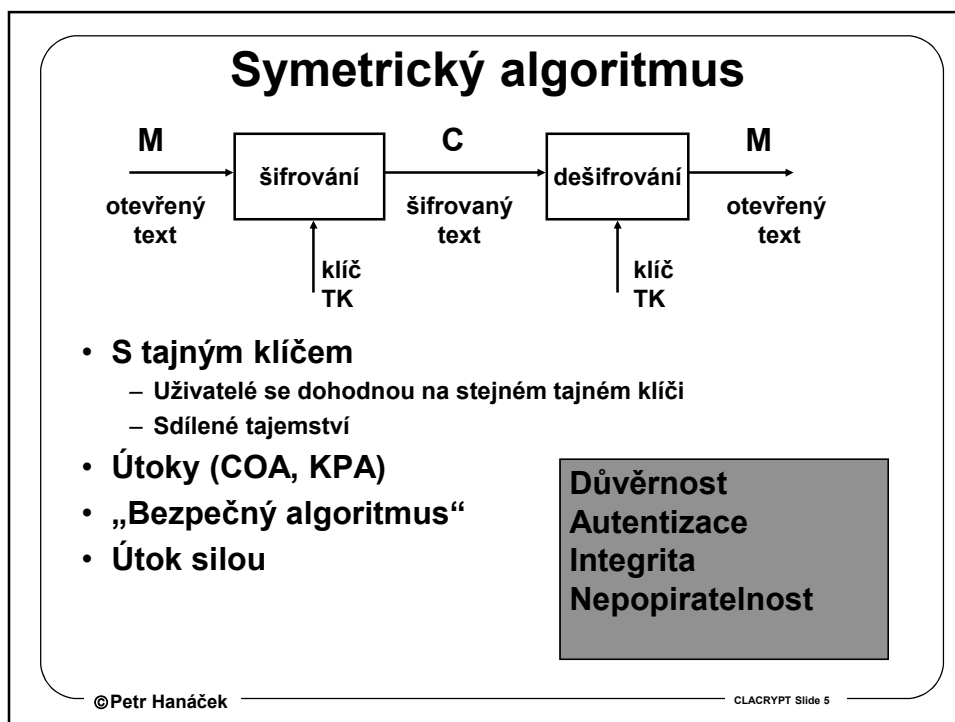 Symetrický algoritmus
M
C
M
šifrování
dešifrování
otevřený
text
šifrovaný
text
otevřený
text
klíč
TK
klíč
TK
• S tajným klíčem
– Uživatelé se dohodnou na stejném tajném klíči
– Sdílené tajemství
• Útoky (COA, KPA)
• „Bezpečný algoritmus“
• Útok silou
Důvěrnost
Autentizace
Integrita
Nepopiratelnost
©Petr Hanáček
CLACRYPT Slide 5